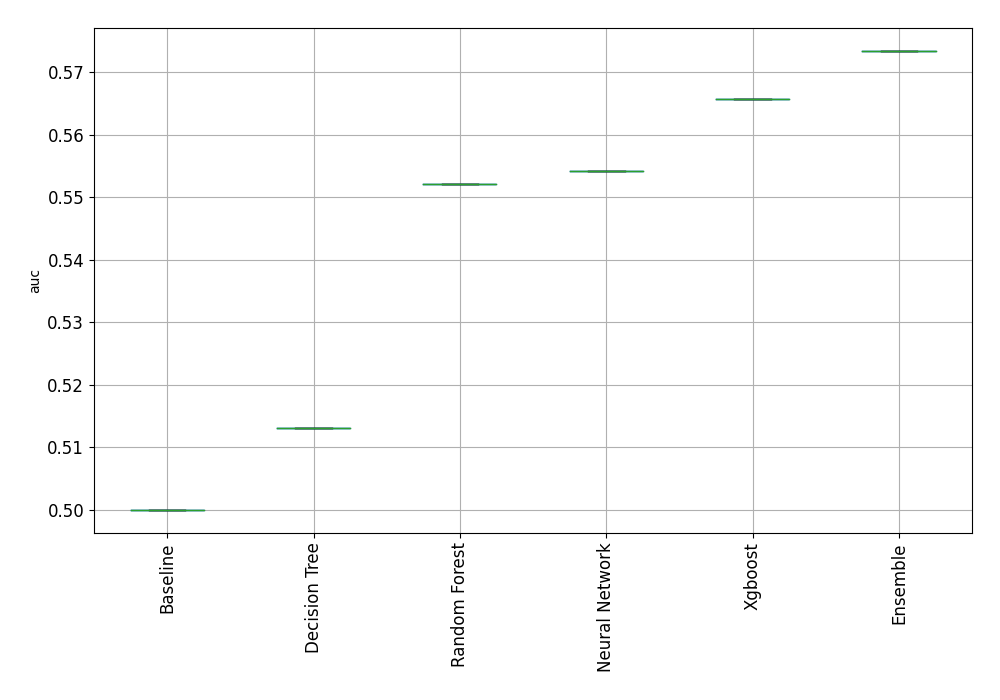 0.57
0.56
0.55
0.54
0.53
0.52
0.51
0.50
auc
Baseline
Decision Tree
Random Forest
Neural Network
Xgboost
Ensemble